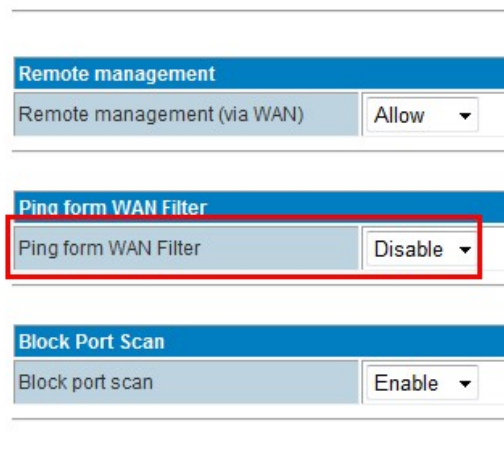 Remote management
Remote management (via WAN) Allow
Ping form WAN Filter
Ping form WAN Filter Disable
Block Port Scan
Block port scan Enable